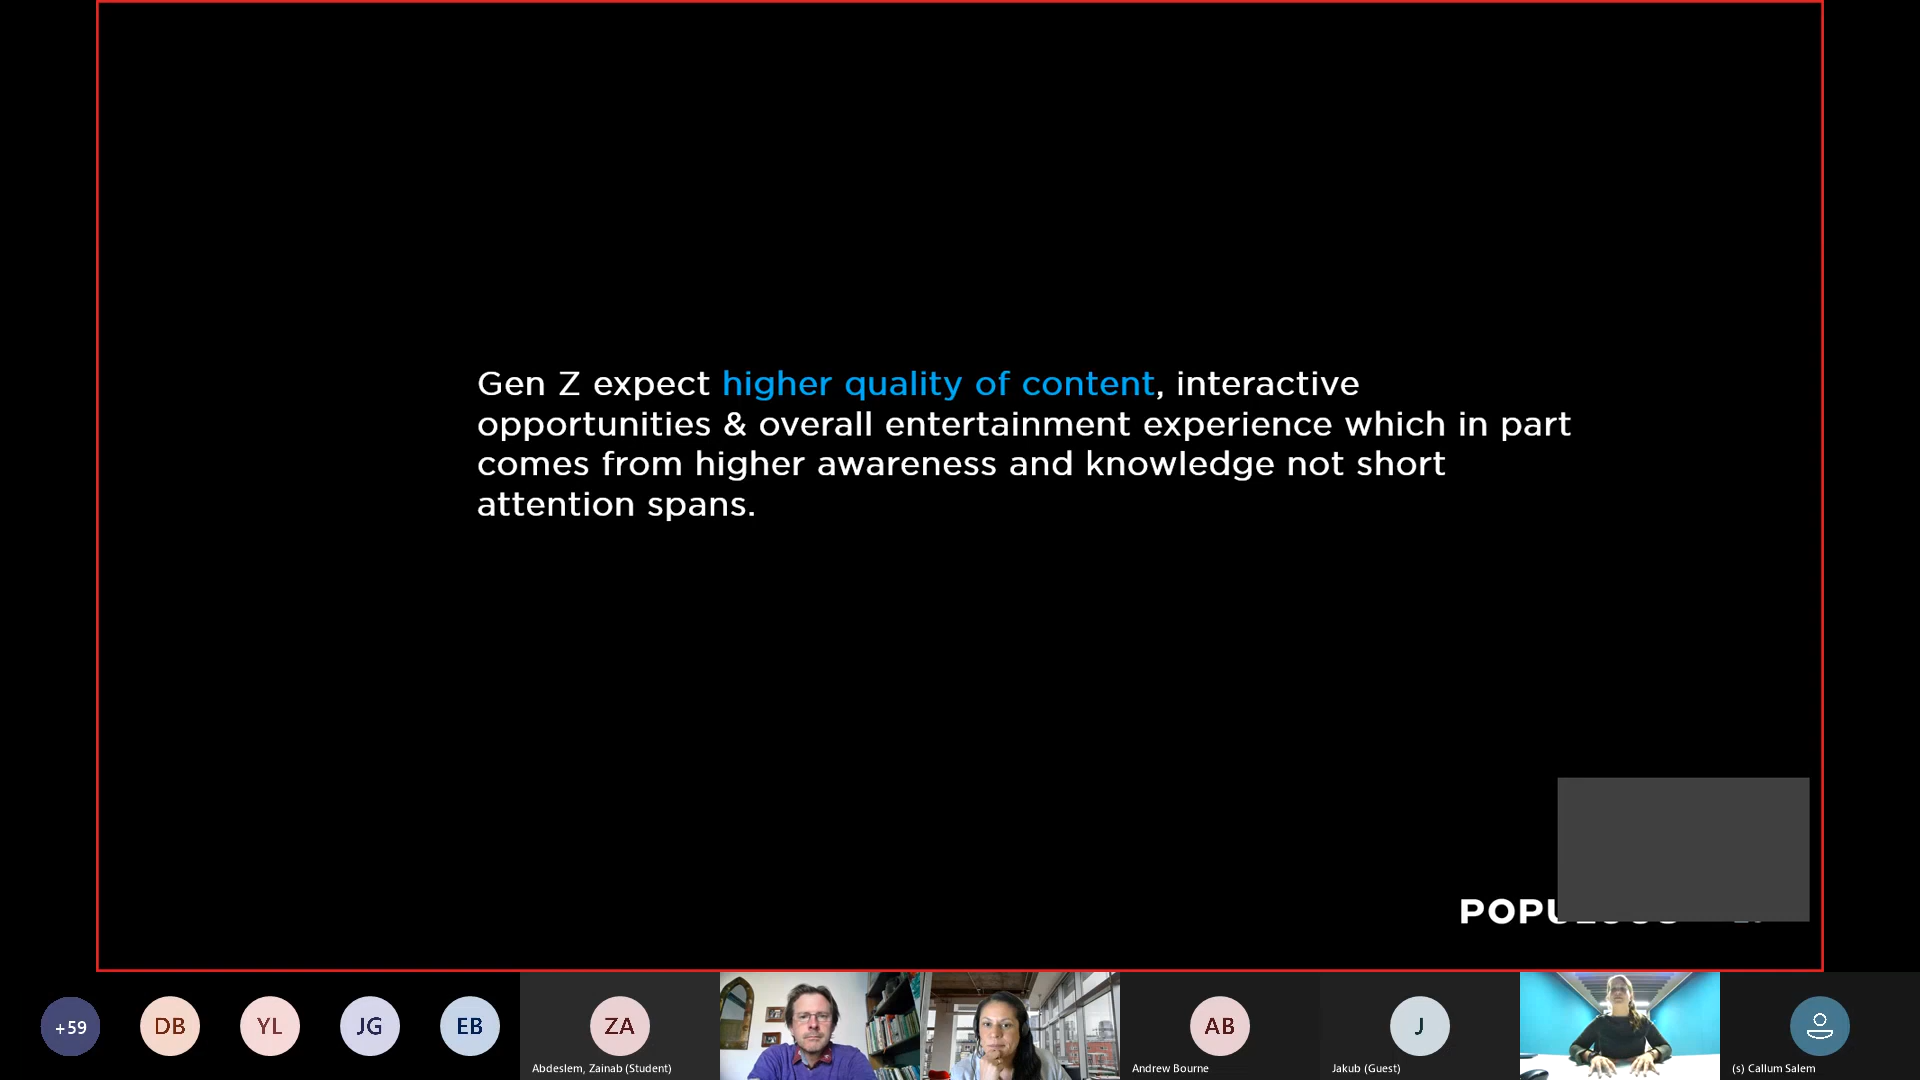 Gen Z expect higher quality of content, interactive
opportunities & overall entertainment experience which in part
comes from higher awareness and knowledge not short
attention spans.
+59
DB
YL
JG
EB
ZA
Abdeslem, Zainab (Student)
AB
Andrew Bourne
J
Jakub (Guest)
(s) Callum Salem